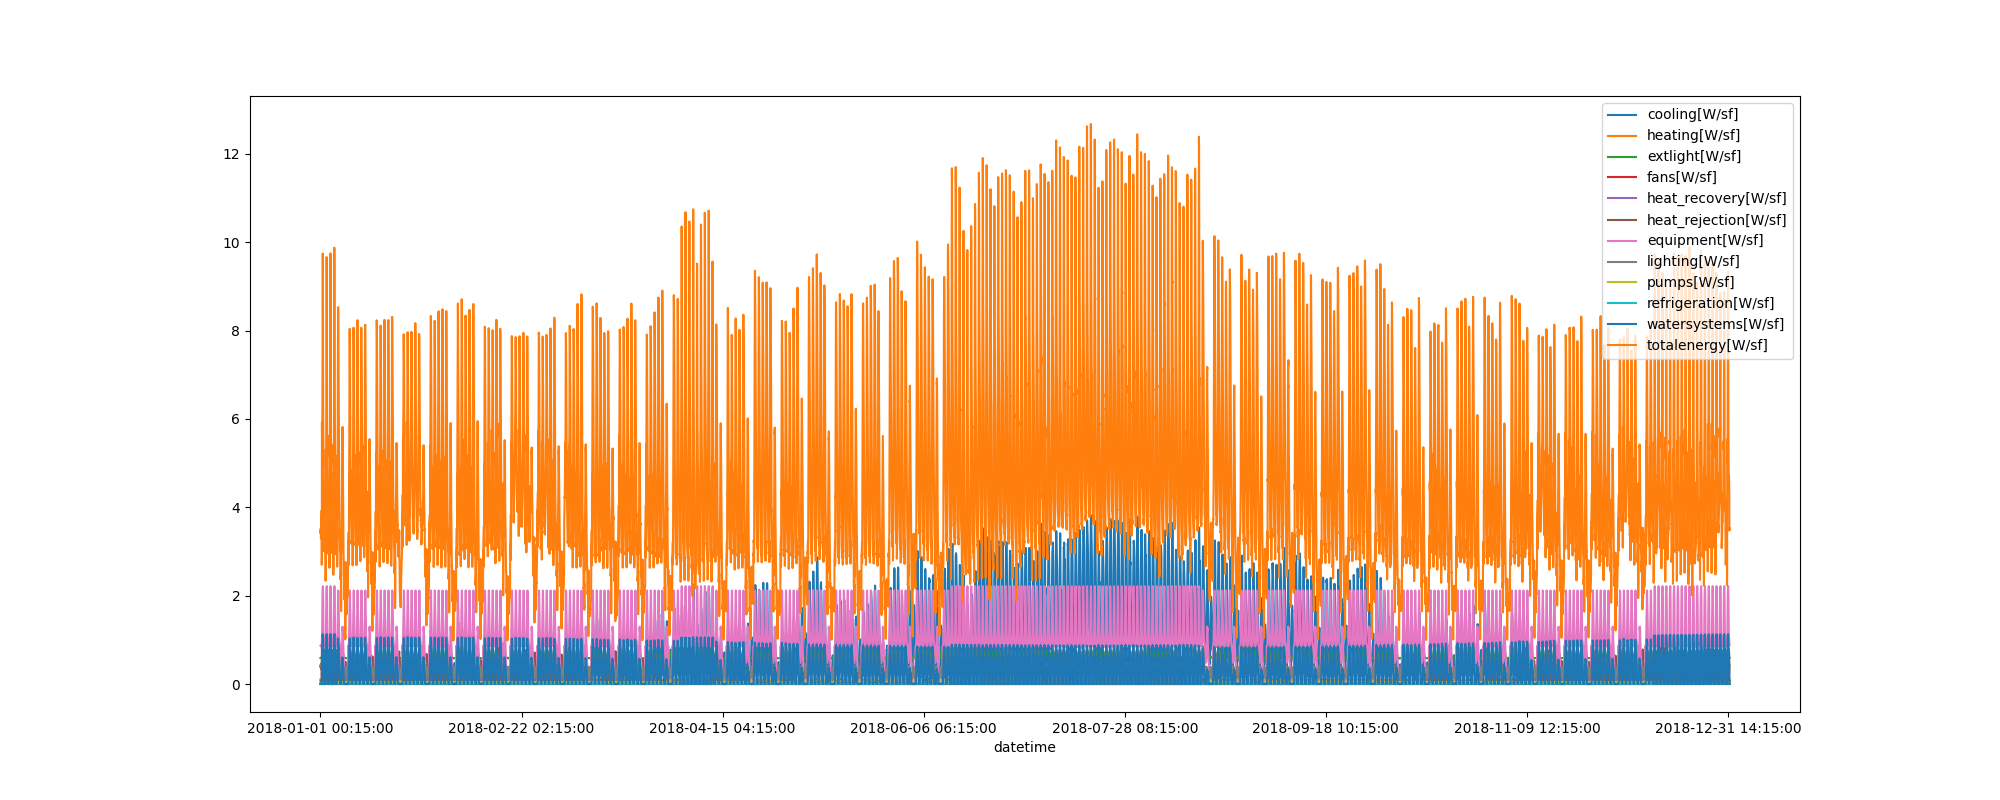 cooling[W/sf]
heating[W/sf]
extlight[W/sf]
fans[W/sf]
heat_recovery[W/sf]
heat_rejection[W/sf]
equipment[W/sf]
lighting[W/sf]
pumps[W/sf]
refrigeration[W/sf]
watersystems[W/sf]
totalenergy[W/sf]
12
10
8
6
4
2
0
2018-01-01 00:15:00 2018-02-22 02:15:00 2018-04-15 04:15:00 2018-06-06 06:15:00 2018-07-28 08:15:00 2018-09-18 10:15:00 2018-11-09 12:15:00 2018-12-31 14:15:00
datetime